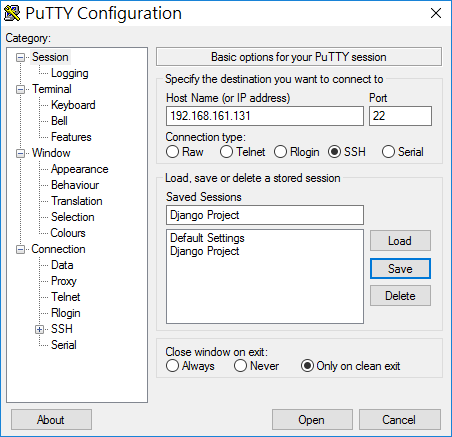 PuTTY Configuration
Category:
Session
Logging
Terminal
Keyboard
Bell
Features
Window
Appearance
Behaviour
Translation
Selection
Colours
Connection
Data
Proxy
Telnet
Rlogin
SSH
Serial
Basic options for your PuTTY session
Specify the destination you want to connect to
Host Name (or IP address) Port
192.168.161.131 22
Connection type:
Raw Telnet Rlogin SSH Serial
Load, save or delete a stored session
Saved Sessions
Django Project
Default Settings
Django Project
Load
Save
Delete
Close window on exit:
Always Never Only on clean exit
About Open Cancel